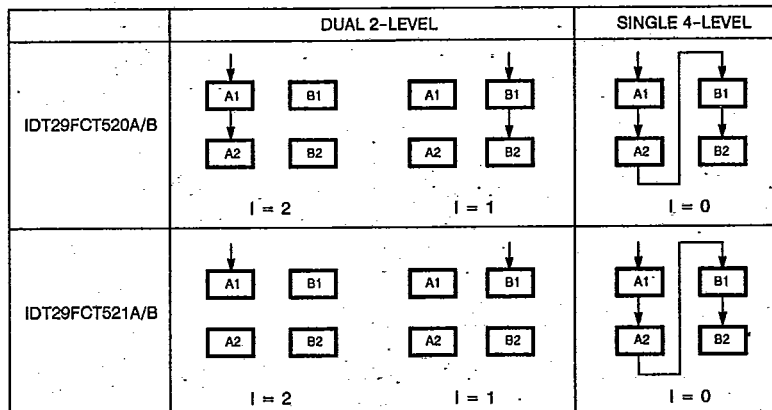 DUAL 2-LEVEL SINGLE 4-LEVEL
IDT29FCT520A/B
A1 B1 A1 B1 A1 B1
A2 B2 A2 B2 A2 B2
I = 2 I = 1 I = 0
IDT29FCT521A/B
A1 B1 A1 B1 A1 B1
A2 B2 A2 B2 A2 B2
I = 2 I = 1 I = 0